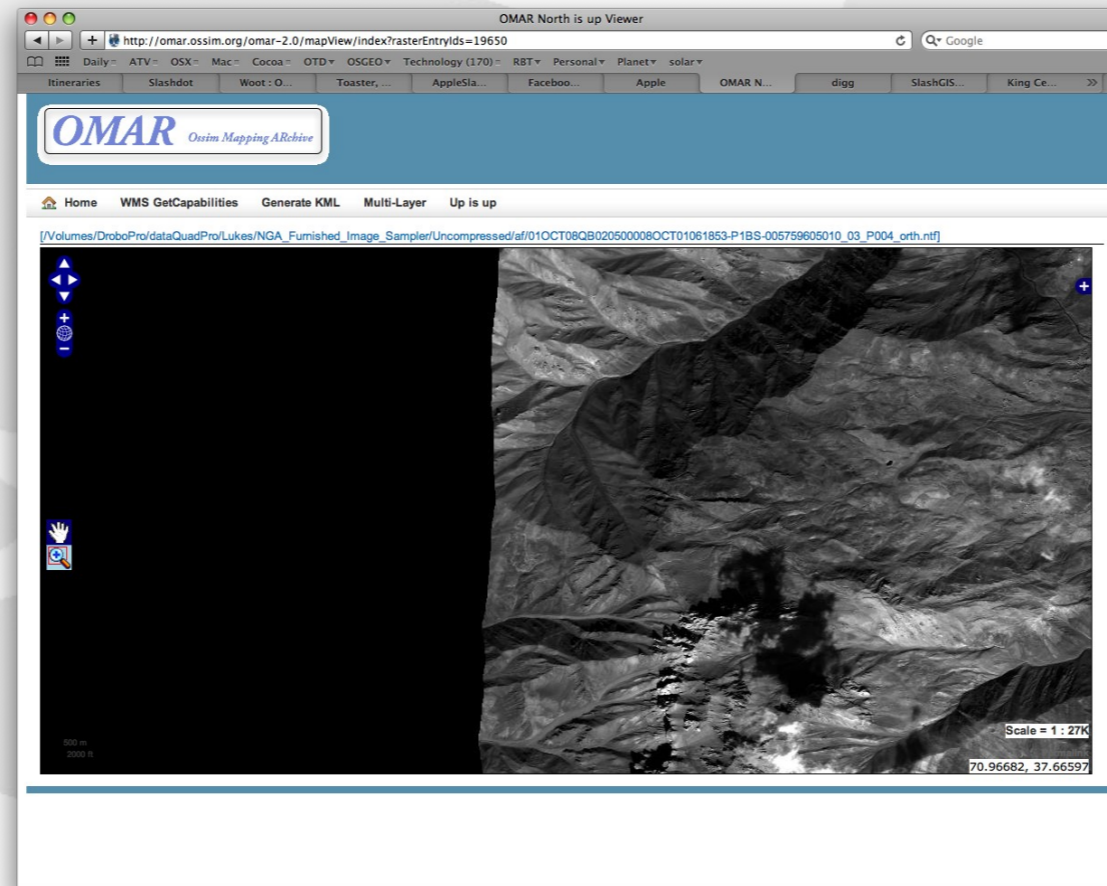 OMAR North is up Viewer
http://omar.ossim.org/omar-2.0/mapView/index?rasterEntryIds=19650
Google
Daily ATV OSX Mac Cocoa OTD OSGEO Technology (170) RBT Personal Planet solar
Itineraries Slashdot Woot : O... Toaster, ... AppleSla... Faceboo... Apple OMAR N... digg SlashGIS... King Ce... »
OMAR Ossim Mapping ARchive
Home WMS GetCapabilities Generate KML Multi-Layer Up is up
[/Volumes/DroboPro/dataQuadPro/Lukes/NGA_Furnished_Image_Sampler/Uncompressed/af/01OCT08QB020500008OCT01061853-P1BS-005759605010_03_P004_orth.ntf]
500 m
2000 ft
Scale = 1 : 27K
70.96682, 37.66597